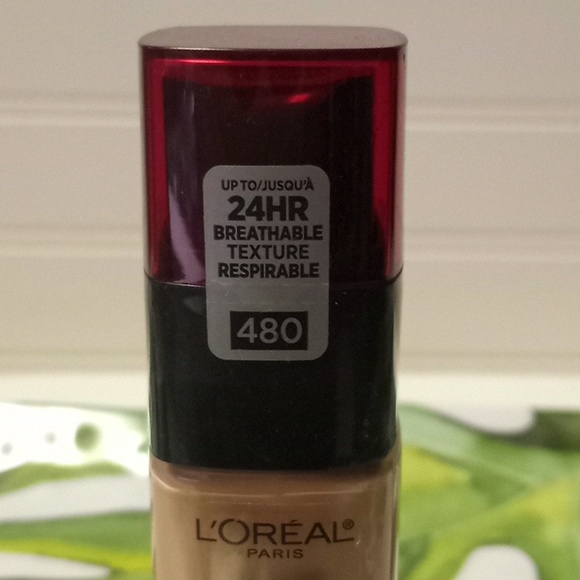 UP TO/JUSQU'À
24HR
BREATHABLE
TEXTURE
RESPIRABLE
480
L'ORÉAL®
PARIS